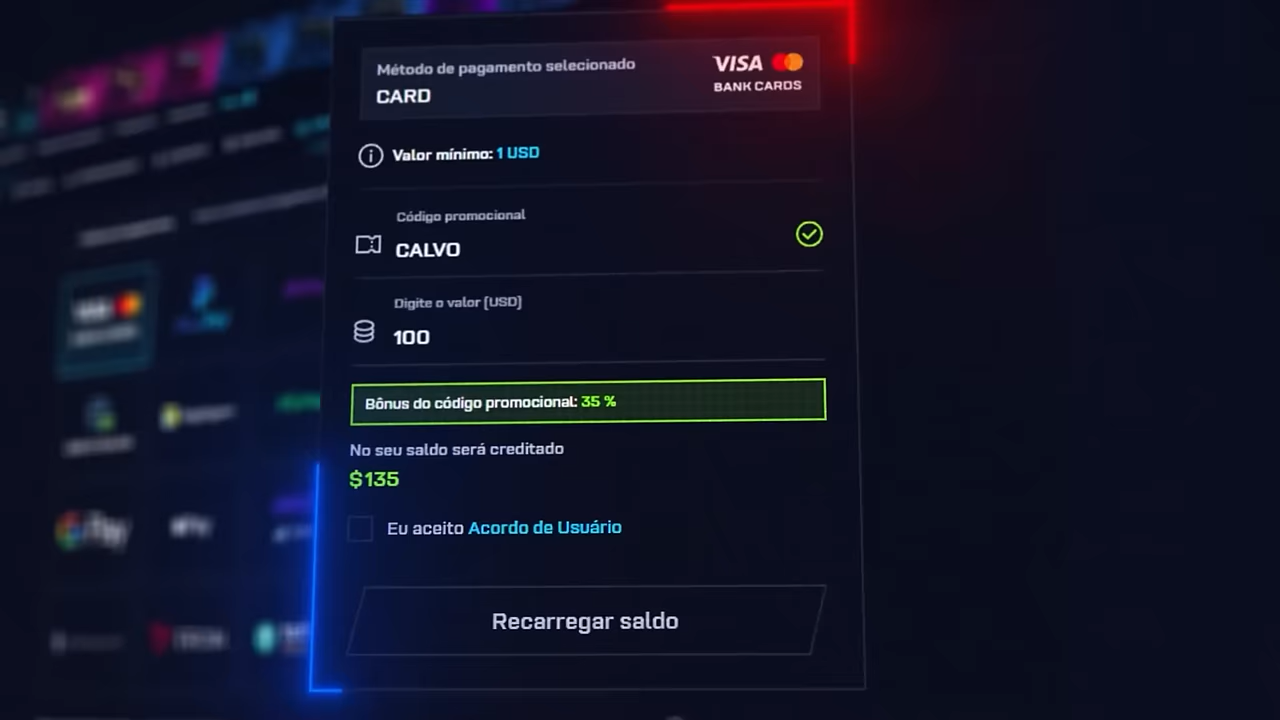 Método de pagamento selecionado
CARD
VISA
BANK CARDS
Valor mínimo: 1 USD
Código promocional
CALVO
Digite o valor (USD)
100
Bônus do código promocional: 35 %
No seu saldo será creditado
$135
Eu aceito Acordo de Usuário
Recarregar saldo